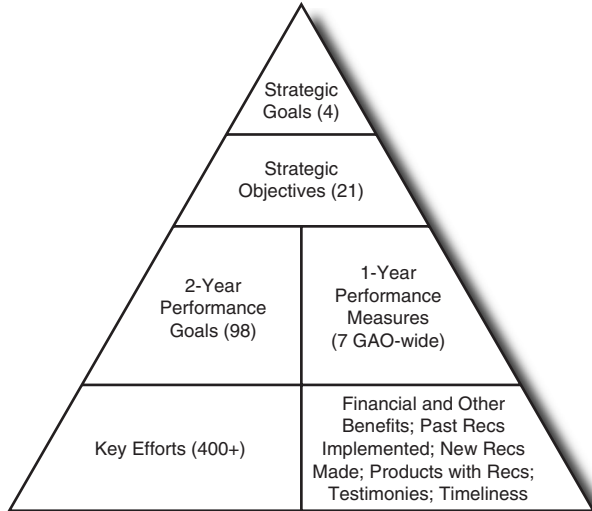 Strategic
Goals (4)
Strategic
Objectives (21)
2-Year
Performance
Goals (98)
1-Year
Performance
Measures
(7 GAO-wide)
Key Efforts (400+)
Financial and Other
Benefits; Past Recs
Implemented; New Recs
Made; Products with Recs;
Testimonies; Timeliness